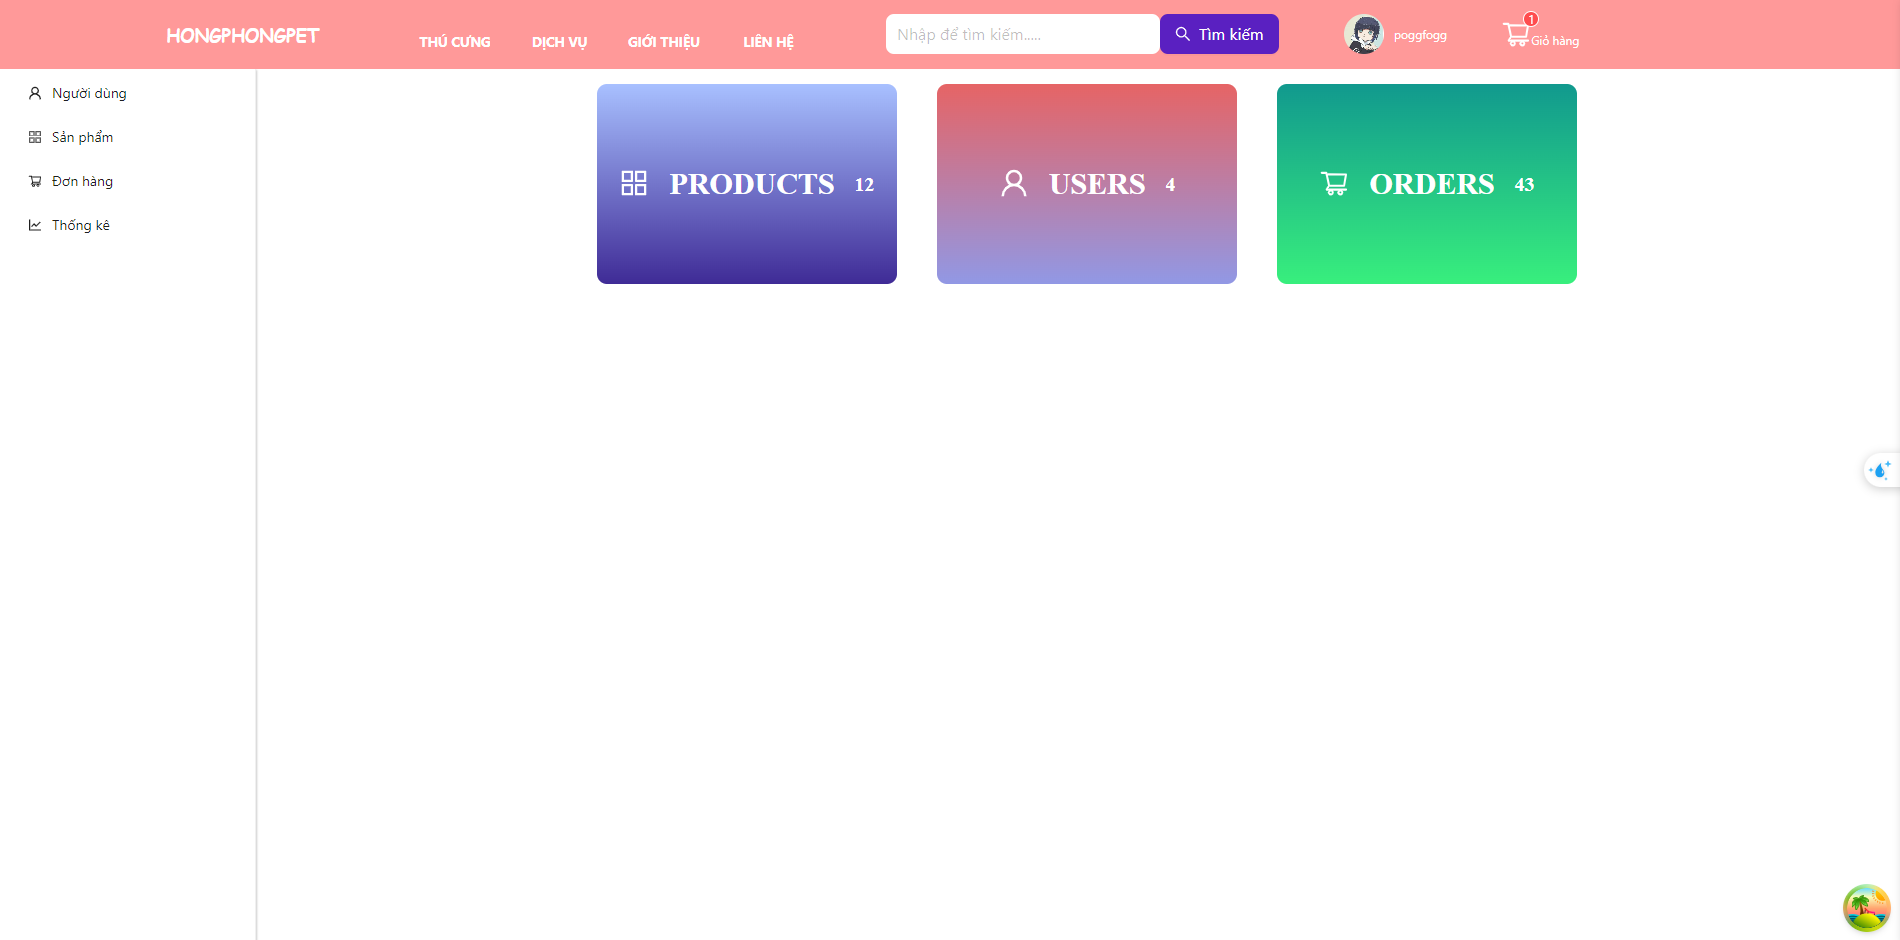 HONGPHONGPET
THÚ CƯNG
DỊCH VỤ
GIỚI THIỆU
LIÊN HỆ
Nhập để tìm kiếm.....
Tìm kiếm
poggfogg
1
Giỏ hàng
Người dùng
Sản phẩm
Đơn hàng
Thống kê
PRODUCTS 12
USERS 4
ORDERS 43